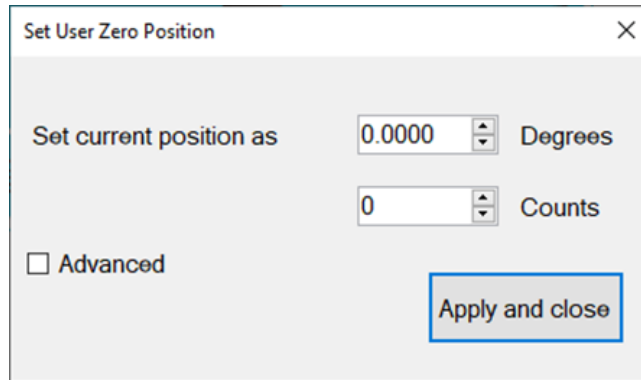 Set User Zero Position
Set current position as 0.0000 Degrees
0 Counts
Advanced
Apply and close